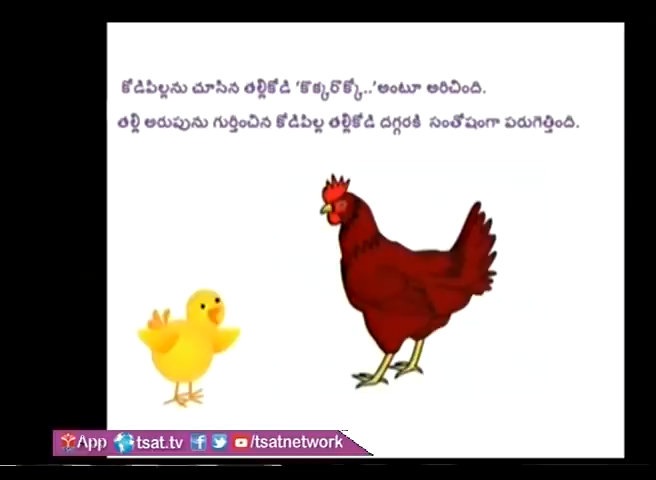 కోడిపిల్లను చూసిన తల్లికోడి ‘కొక్కరొక్కో..’అంటూ అరిచింది.
తల్లి అరుపును గుర్తించిన కోడిపిల్ల తల్లికోడి దగ్గరకి సంతోషంగా పరుగెత్తింది.
App tsat.tv /tsatnetwork